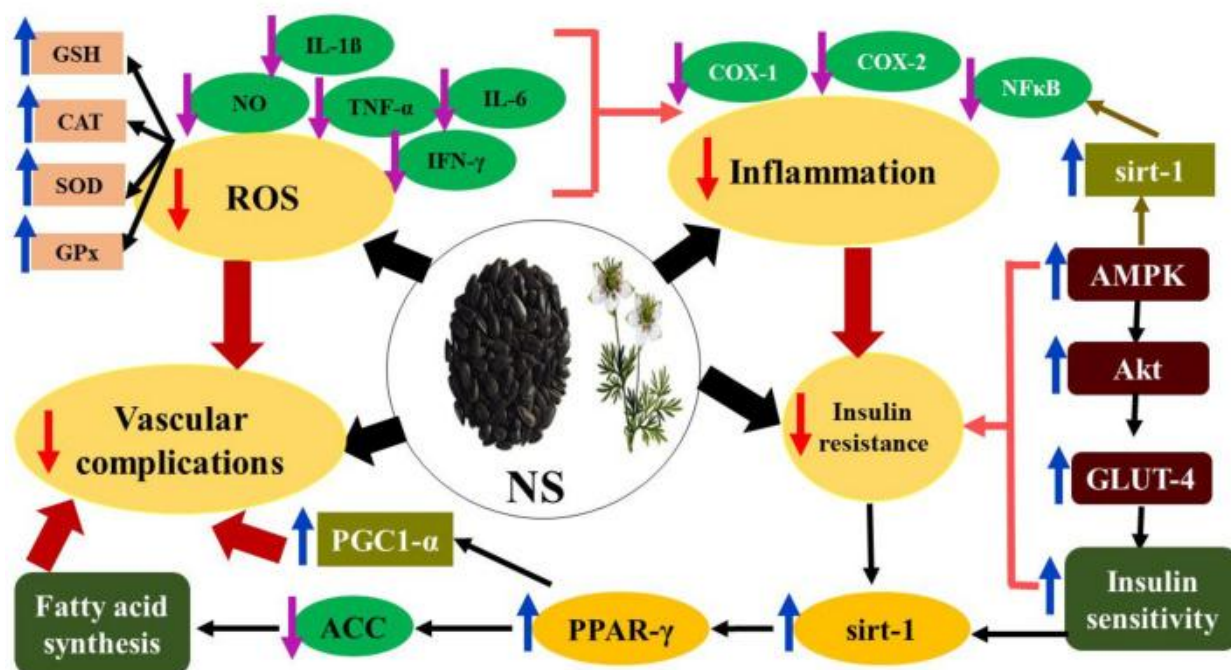 GSH
CAT
SOD
GPx
IL-1ß
NO
TNF-α
IL-6
IFN-γ
ROS
COX-1
COX-2
NFκB
Inflammation
sirt-1
AMPK
Akt
GLUT-4
Insulin
sensitivity
NS
Vascular
complications
Insulin
resistance
PGC1-α
Fatty acid
synthesis
ACC
PPAR-γ
sirt-1